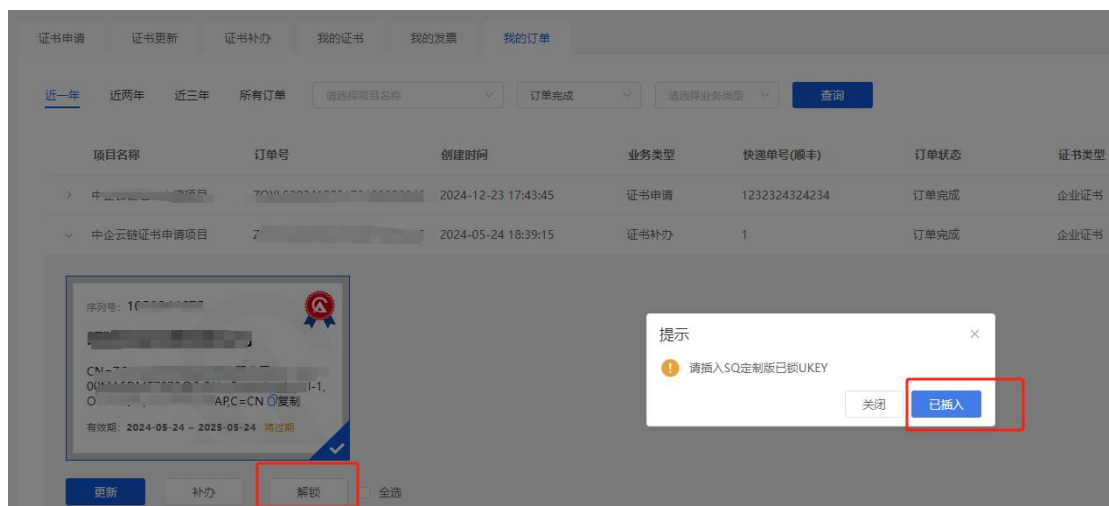 证书申请 证书更新 证书补办 我的证书 我的发票 我的订单
近一年 近两年 近三年 所有订单 请选择项目名称 订单完成 请选择业务类型 查询
项目名称 订单号 创建时间 业务类型 快递单号(顺丰) 订单状态 证书类型
2024-12-23 17:43:45 证书申请 1232324324234 订单完成 企业证书
中企云链证书申请项目 2024-05-24 18:39:15 证书补办 1 订单完成 企业证书
序列号:
提示
请插入SQ定制版已锁UKEY
关闭 已插入
AP,C=CN 复制
有效期: 2024-05-24 ~ 2025-05-24 将过期
更新 补办 解锁 全选